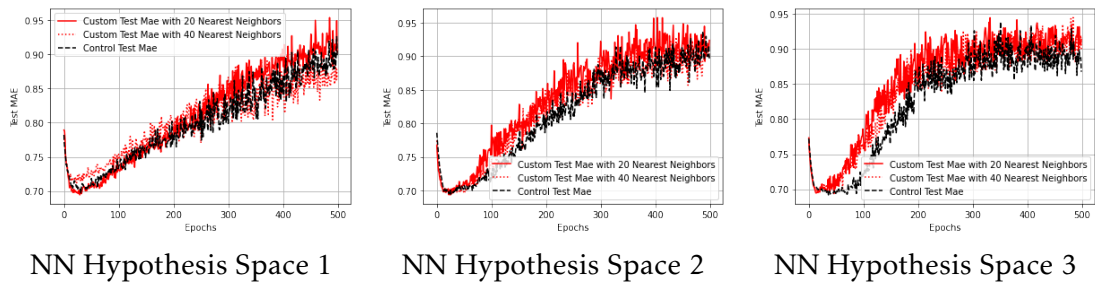 Custom Test Mae with 20 Nearest Neighbors
Custom Test Mae with 40 Nearest Neighbors
Control Test Mae
0.95
0.90
0.85
0.80
0.75
0.70
Test MAE
0 100 200 300 400 500
Epochs
NN Hypothesis Space 1
0.95
0.90
0.85
0.80
0.75
0.70
Test MAE
Custom Test Mae with 20 Nearest Neighbors
Custom Test Mae with 40 Nearest Neighbors
Control Test Mae
0 100 200 300 400 500
Epochs
NN Hypothesis Space 2
0.95
0.90
0.85
0.80
0.75
0.70
Test MAE
Custom Test Mae with 20 Nearest Neighbors
Custom Test Mae with 40 Nearest Neighbors
Control Test Mae
0 100 200 300 400 500
Epochs
NN Hypothesis Space 3